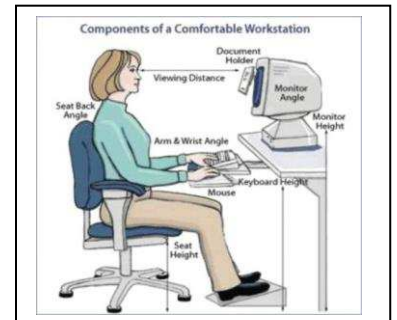 Components of a Comfortable Workstation
Document
Holder
Viewing Distance
Monitor
Angle
Seat Back
Angle
Monitor
Height
Arm & Wrist Angle
Keyboard Height
Mouse
Seat
Height